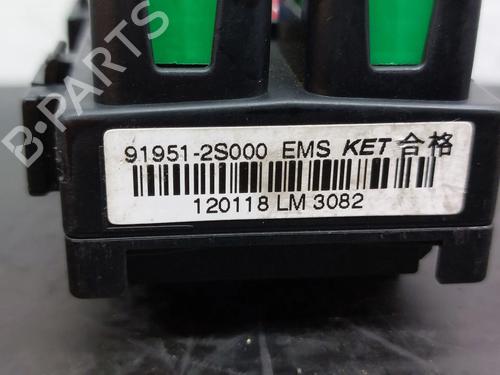 91951-2S000 EMS KET 合格
120118 LM 3082
B-PARTS